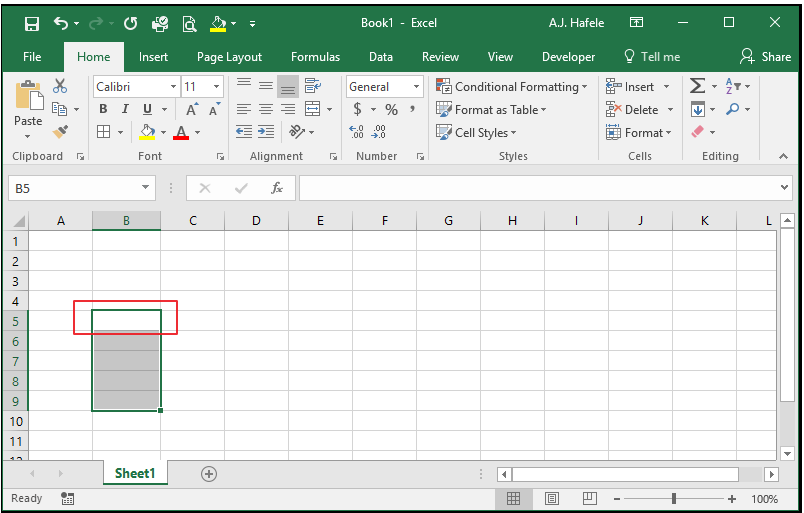 Book1 - Excel A.J. Hafele
File Home Insert Page Layout Formulas Data Review View Developer Tell me Share
Calibri 11 General Conditional Formatting Insert
Paste B I U A A $ % , Format as Table Delete
A Cell Styles Format
Clipboard Font Alignment Number Styles Cells Editing
B5 fx
A B C D E F G H I J K L
1
2
3
4
5
6
7
8
9
10
11
12
Sheet1
Ready 100%